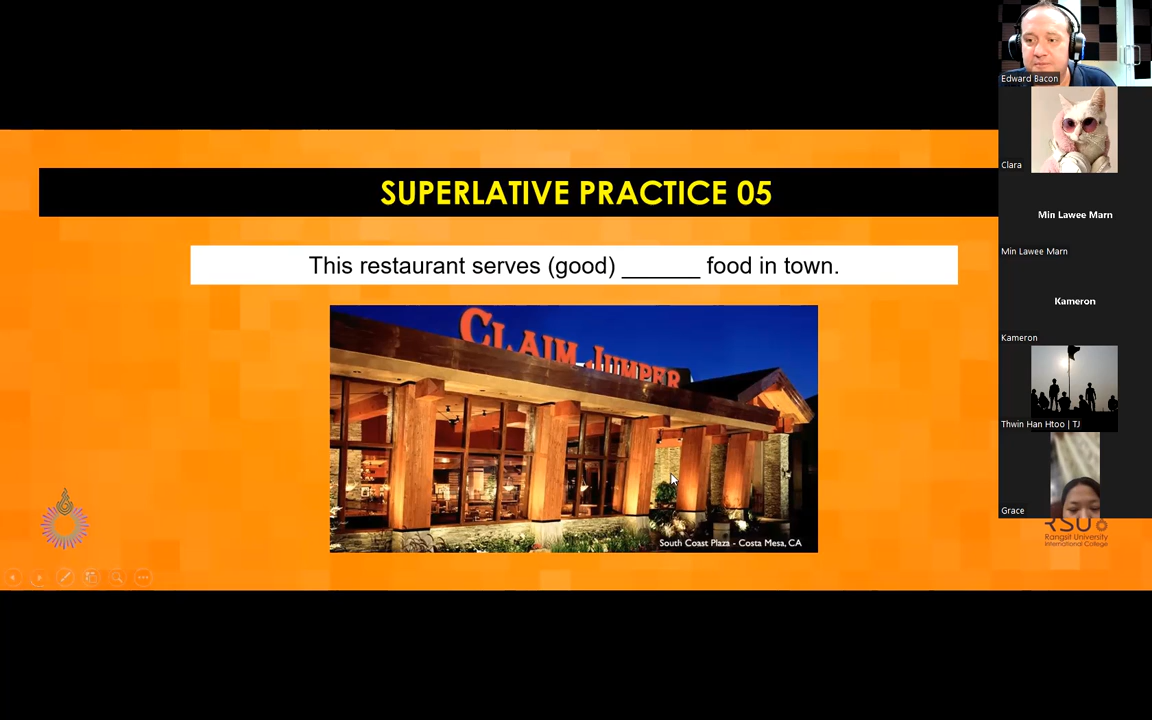 SUPERLATIVE PRACTICE 05
This restaurant serves (good) ______ food in town.
CLAIM JUMPER
South Coast Plaza - Costa Mesa, CA
RSU
Rangsit University
International College
Edward Bacon
Clara
Min Lawee Marn
Min Lawee Marn
Kameron
Kameron
Thwin Han Htoo | TJ
Grace